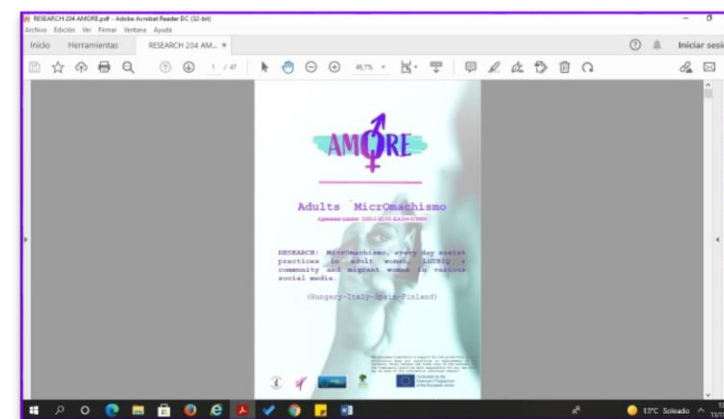 RESEARCH 204 AMORE.pdf - Adobe Acrobat Reader DC (32-bit)
Archivo Edición Ver Firmar Ventana Ayuda
Inicio Herramientas RESEARCH 204 AM... × Iniciar sesi
1 / 47 46,7%
AMORE
Adults MicrOmachismo
RESEARCH: MicrOmachismo, every day sexist
practices in adult women, LGTBIQ +
community and migrant women in various
social media.
(Hungary-Italy-Spain-Finland)
13°C Soleado